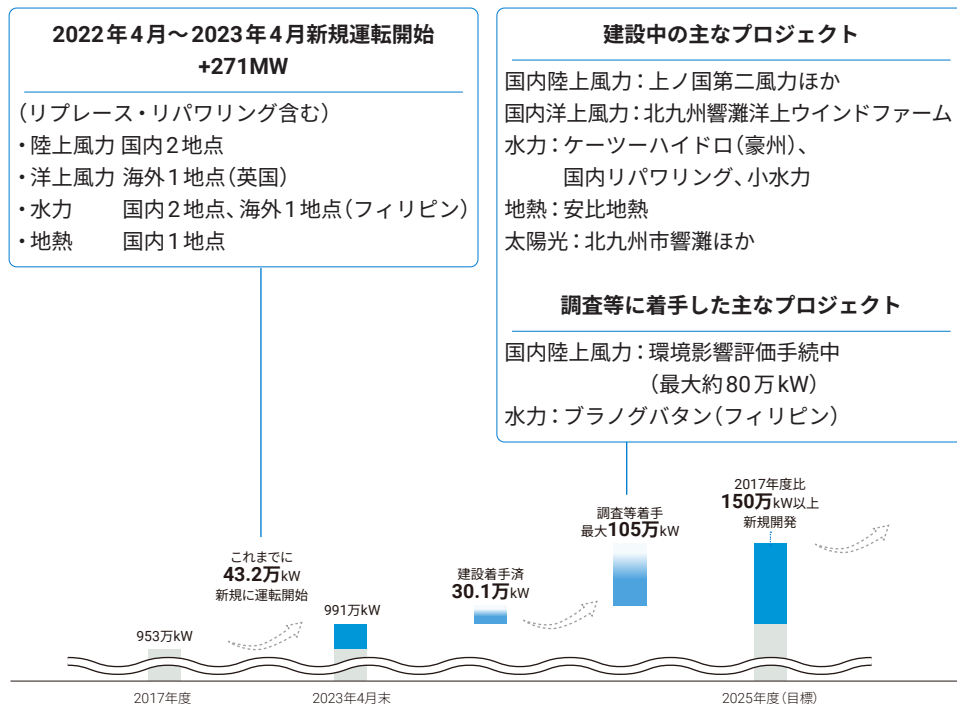 2022年4月～2023年4月新規運転開始
+271MW
（リプレース・リパワリング含む）
・陸上風力 国内2地点
・洋上風力 海外1地点（英国）
・水力 国内2地点、海外1地点（フィリピン）
・地熱 国内1地点
建設中の主なプロジェクト
国内陸上風力：上ノ国第二風力ほか
国内洋上風力：北九州響灘洋上ウインドファーム
水力：ケーツーハイドロ（豪州）、
国内リパワリング、小水力
地熱：安比地熱
太陽光：北九州市響灘ほか
調査等に着手した主なプロジェクト
国内陸上風力：環境影響評価手続中
（最大約80万kW）
水力：ブラノグバタン（フィリピン）
953万kW
これまでに
43.2万kW
新規に運転開始
991万kW
建設着手済
30.1万kW
調査等着手
最大105万kW
2017年度比
150万kW以上
新規開発
2017年度
2023年4月末
2025年度（目標）